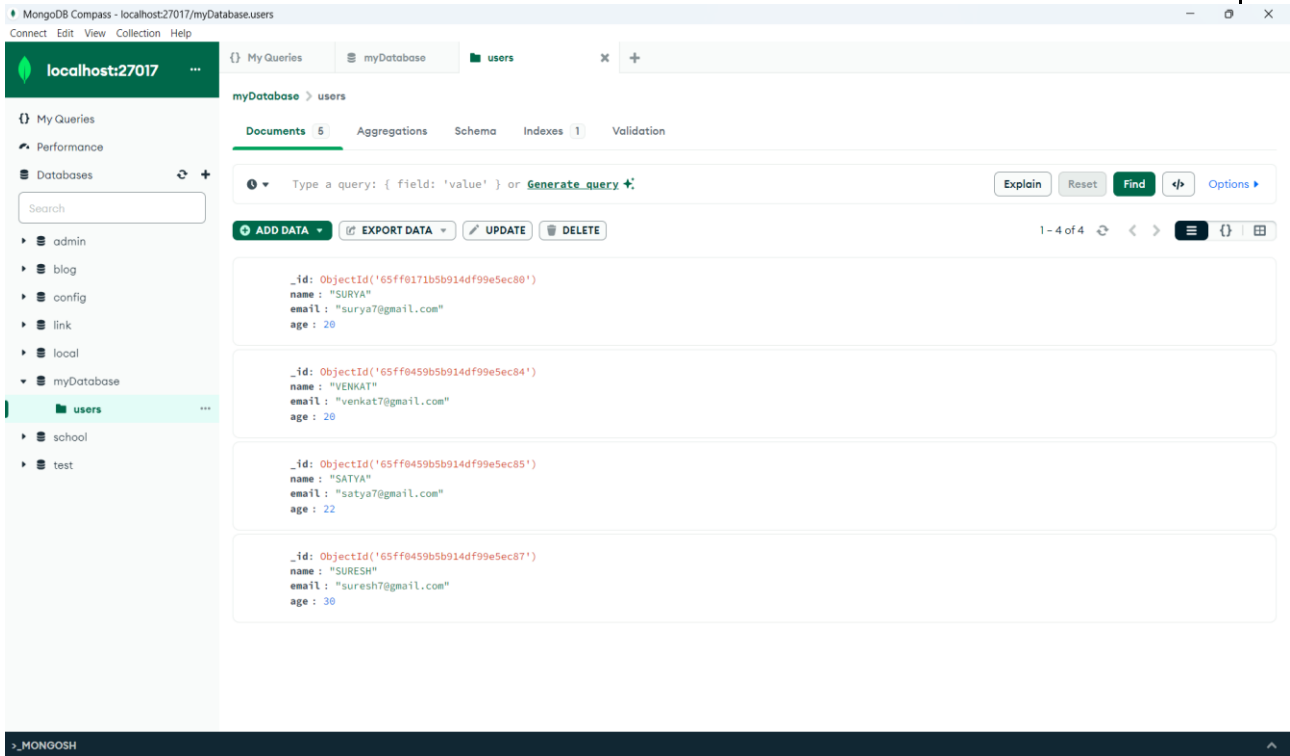 MongoDB Compass - localhost:27017/myDatabase.users
Connect Edit View Collection Help
localhost:27017 ...
{} My Queries
Performance
Databases
Search
admin
blog
config
link
local
myDatabase
users ...
school
test
{} My Queries myDatabase users
myDatabase > users
Documents 5 Aggregations Schema Indexes 1 Validation
Type a query: { field: 'value' } or Generate query
Explain Reset Find </> Options
ADD DATA EXPORT DATA UPDATE DELETE
1 – 4 of 4 {}
_id: ObjectId('65ff0171b5b914df99e5ec80')
name : "SURYA"
email : "surya7@gmail.com"
age : 20
_id: ObjectId('65ff0459b5b914df99e5ec84')
name : "VENKAT"
email : "venkat7@gmail.com"
age : 20
_id: ObjectId('65ff0459b5b914df99e5ec85')
name : "SATYA"
email : "satya7@gmail.com"
age : 22
_id: ObjectId('65ff0459b5b914df99e5ec87')
name : "SURESH"
email : "suresh7@gmail.com"
age : 30
>_MONGOSH